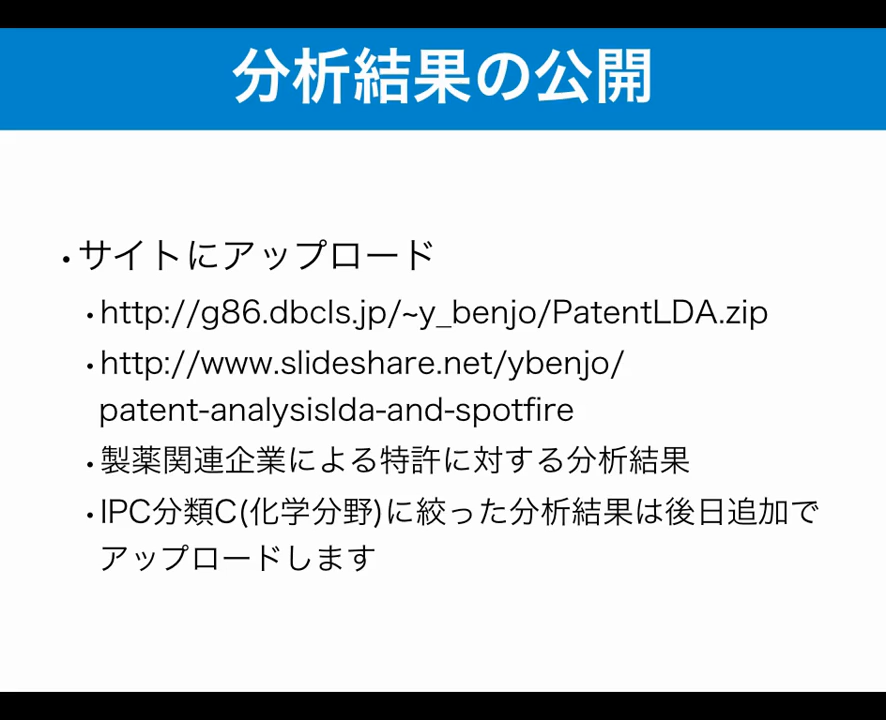 分析結果の公開
・サイトにアップロード
・http://g86.dbcls.jp/~y_benjo/PatentLDA.zip
・http://www.slideshare.net/ybenjo/
patent-analysislda-and-spotfire
・製薬関連企業による特許に対する分析結果
・IPC分類C(化学分野)に絞った分析結果は後日追加で
アップロードします